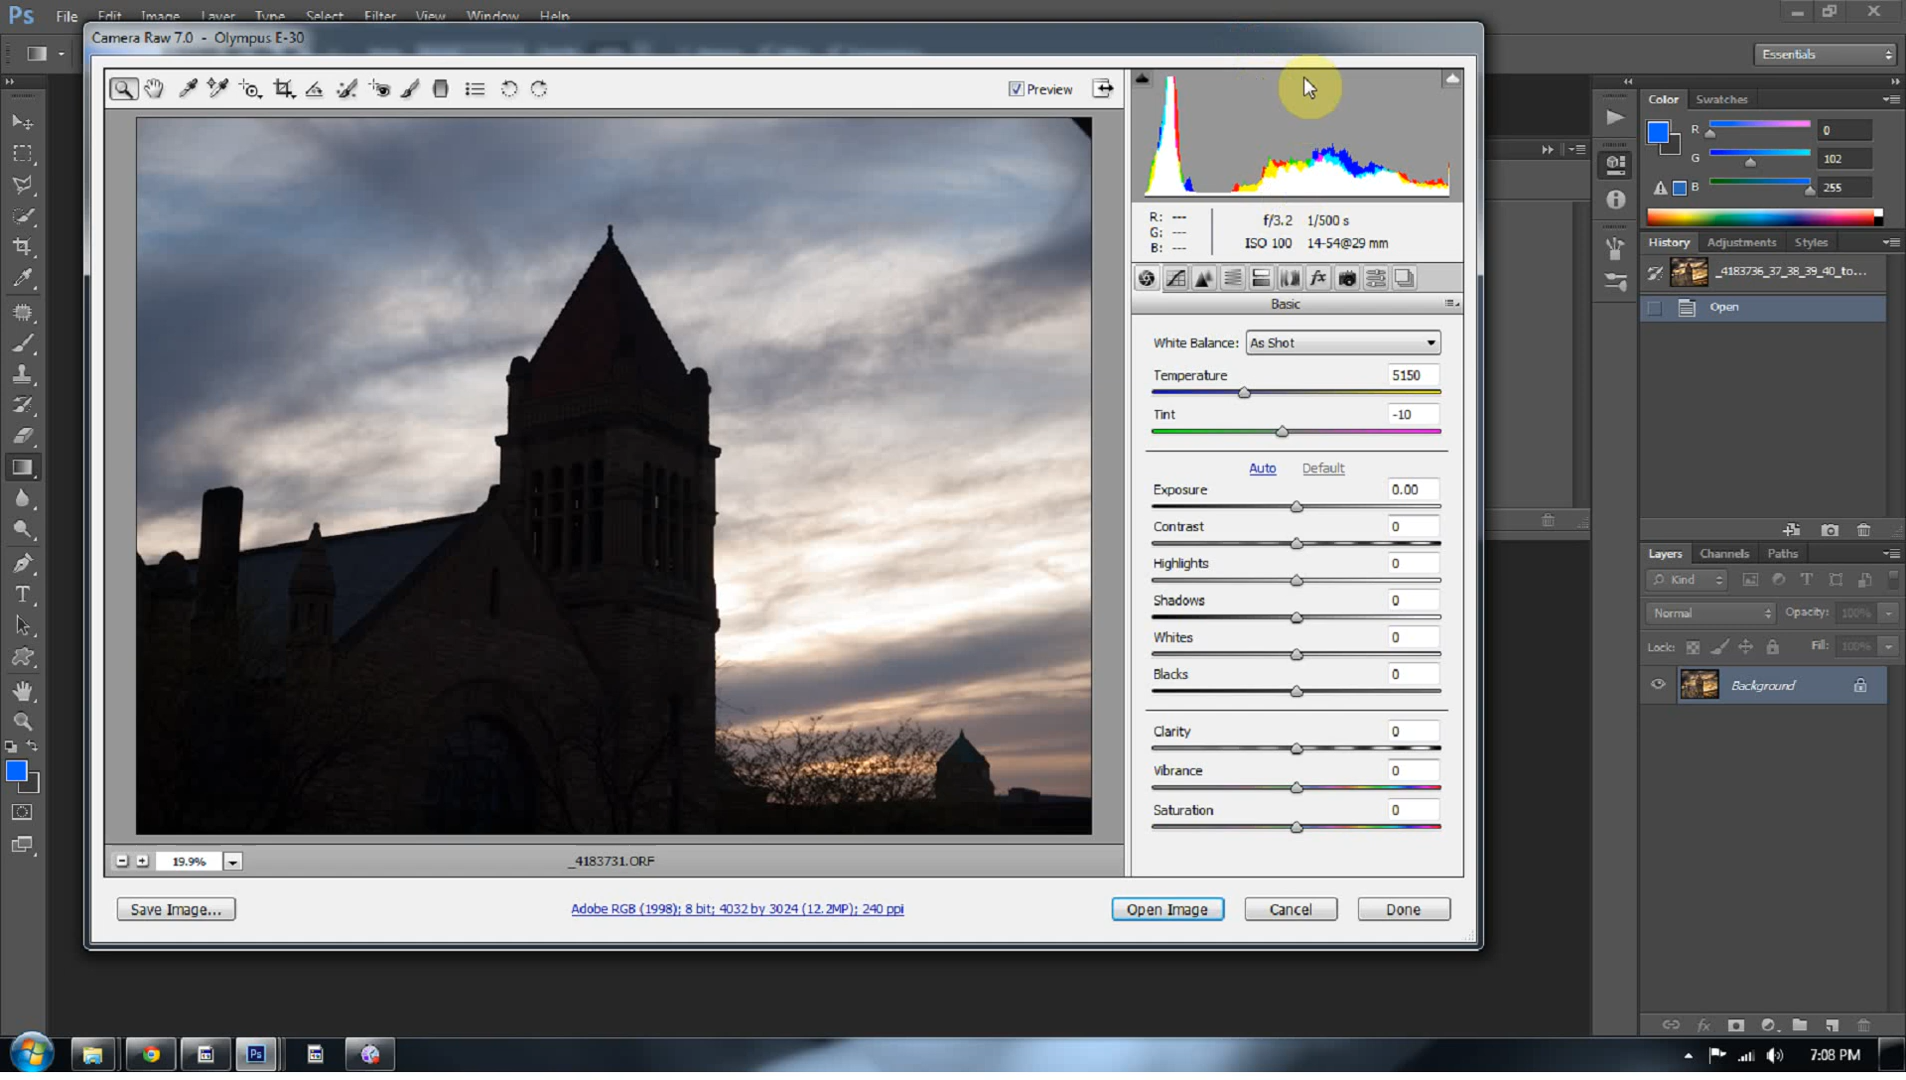 Ps File Edit Image Layer Type Select Filter View Window Help
Camera Raw 7.0 - Olympus E-30
Essentials
Preview
R: ---
G: ---
B: ---
f/3.2 1/500 s
ISO 100 14-54@29 mm
Basic
White Balance: As Shot
Temperature 5150
Tint -10
Auto Default
Exposure 0.00
Contrast 0
Highlights 0
Shadows 0
Whites 0
Blacks 0
Clarity 0
Vibrance 0
Saturation 0
19.9%
_4183731.ORF
Save Image...
Adobe RGB (1998); 8 bit; 4032 by 3024 (12.2MP); 240 ppi
Open Image Cancel Done
Color Swatches
R 0
G 102
B 255
History Adjustments Styles
_4183736_37_38_39_40_to...
Open
Layers Channels Paths
Kind
Normal Opacity: 100%
Lock: Fill: 100%
Background
Ps
7:08 PM